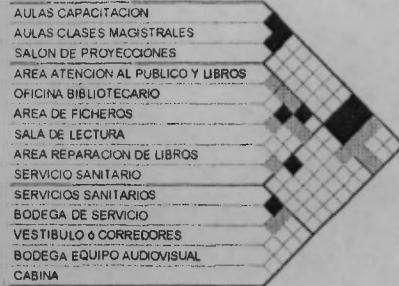 AULAS CAPACITACION
AULAS CLASES MAGISTRALES
SALON DE PROYECCIONES
AREA ATENCION AL PUBLICO Y LIBROS
OFICINA BIBLIOTECARIO
AREA DE FICHEROS
SALA DE LECTURA
AREA REPARACION DE LIBROS
SERVICIO SANITARIO
SERVICIOS SANITARIOS
BODEGA DE SERVICIO
VESTIBULO ó CORREDORES
BODEGA EQUIPO AUDIOVISUAL
CABINA